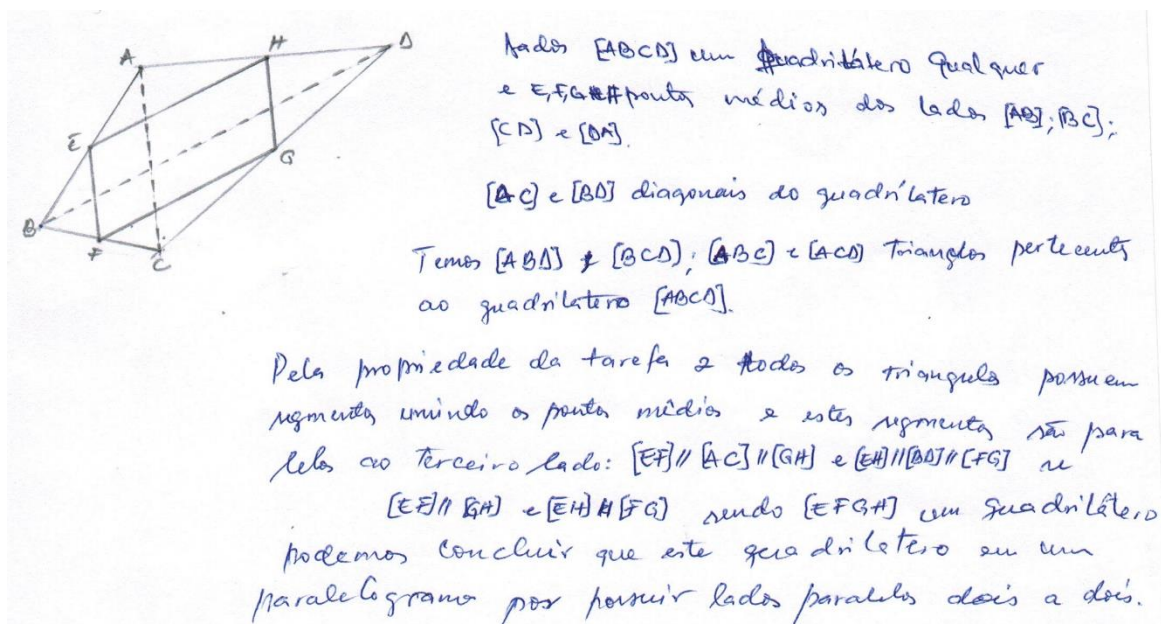 A H D
E
G
B
F C
Dados [ABCD] um quadrilátero qualquer
e E,F,G e H pontos médios dos lados [AB]; [BC];
[CD] e [DA].
[AC] e [BD] diagonais do quadrilatero
Temos [ABD] e [BCD]; [ABC] e [ACD] Triangulos pertecents
ao quadrilatero [ABCD].
Pela propriedade da tarefa 2 todos os triangulos possuem
segmentos unindo os pontos médios e estes segmentos são para
lelos ao Terceiro lado: [EF]//[AC]//[GH] e [EH]//[BD]//[FG] se
[EF]//[GH] e [EH]//[FG] sendo [EFGH] um quadrilátero
podemos concluir que este quadrilatero eu um
paralelogramo por possuir lados paralelos dois a dois.